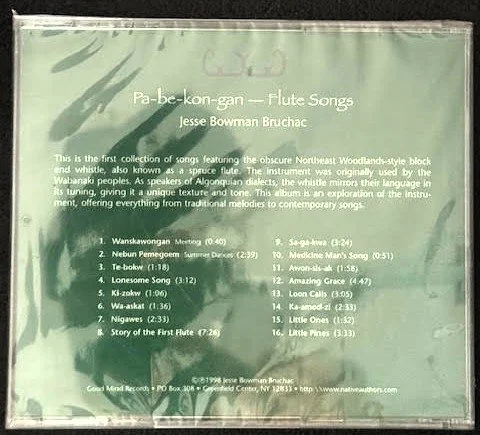 Pa-be-kon-gan — Flute Songs
Jesse Bowman Bruchac
This is the first collection of songs featuring the obscure Northeast Woodlands-style block
end whistle, also known as a spruce flute. The instrument was originally used by the
Wabanaki peoples. As speakers of Algonquian dialects, the whistle mirrors their language in
its tuning, giving it a unique texture and tone. This album is an exploration of the instru-
ment, offering everything from traditional melodies to contemporary songs.
1. Wanskawongan Meeting (0:40)
2. Nebun Pemegoem Summer Dances (2:39)
3. Te-bokw (1:18)
4. Lonesome Song (3:12)
5. Ki-zokw (1:06)
6. Wa-askat (1:36)
7. Nigawes (2:33)
8. Story of the First Flute (7:26)
9. Sa-ga-kwa (3:24)
10. Medicine Man's Song (0:51)
11. Awon-sis-ak (1:58)
12. Amazing Grace (4:47)
13. Loon Calls (3:05)
14. Ka-amod-zi (2:33)
15. Little Ones (1:52)
16. Little Pines (3:33)
©℗1998 Jesse Bowman Bruchac
Good Mind Records • PO Box 308 • Greenfield Center, NY 12833 • http:\\www.nativeauthors.com